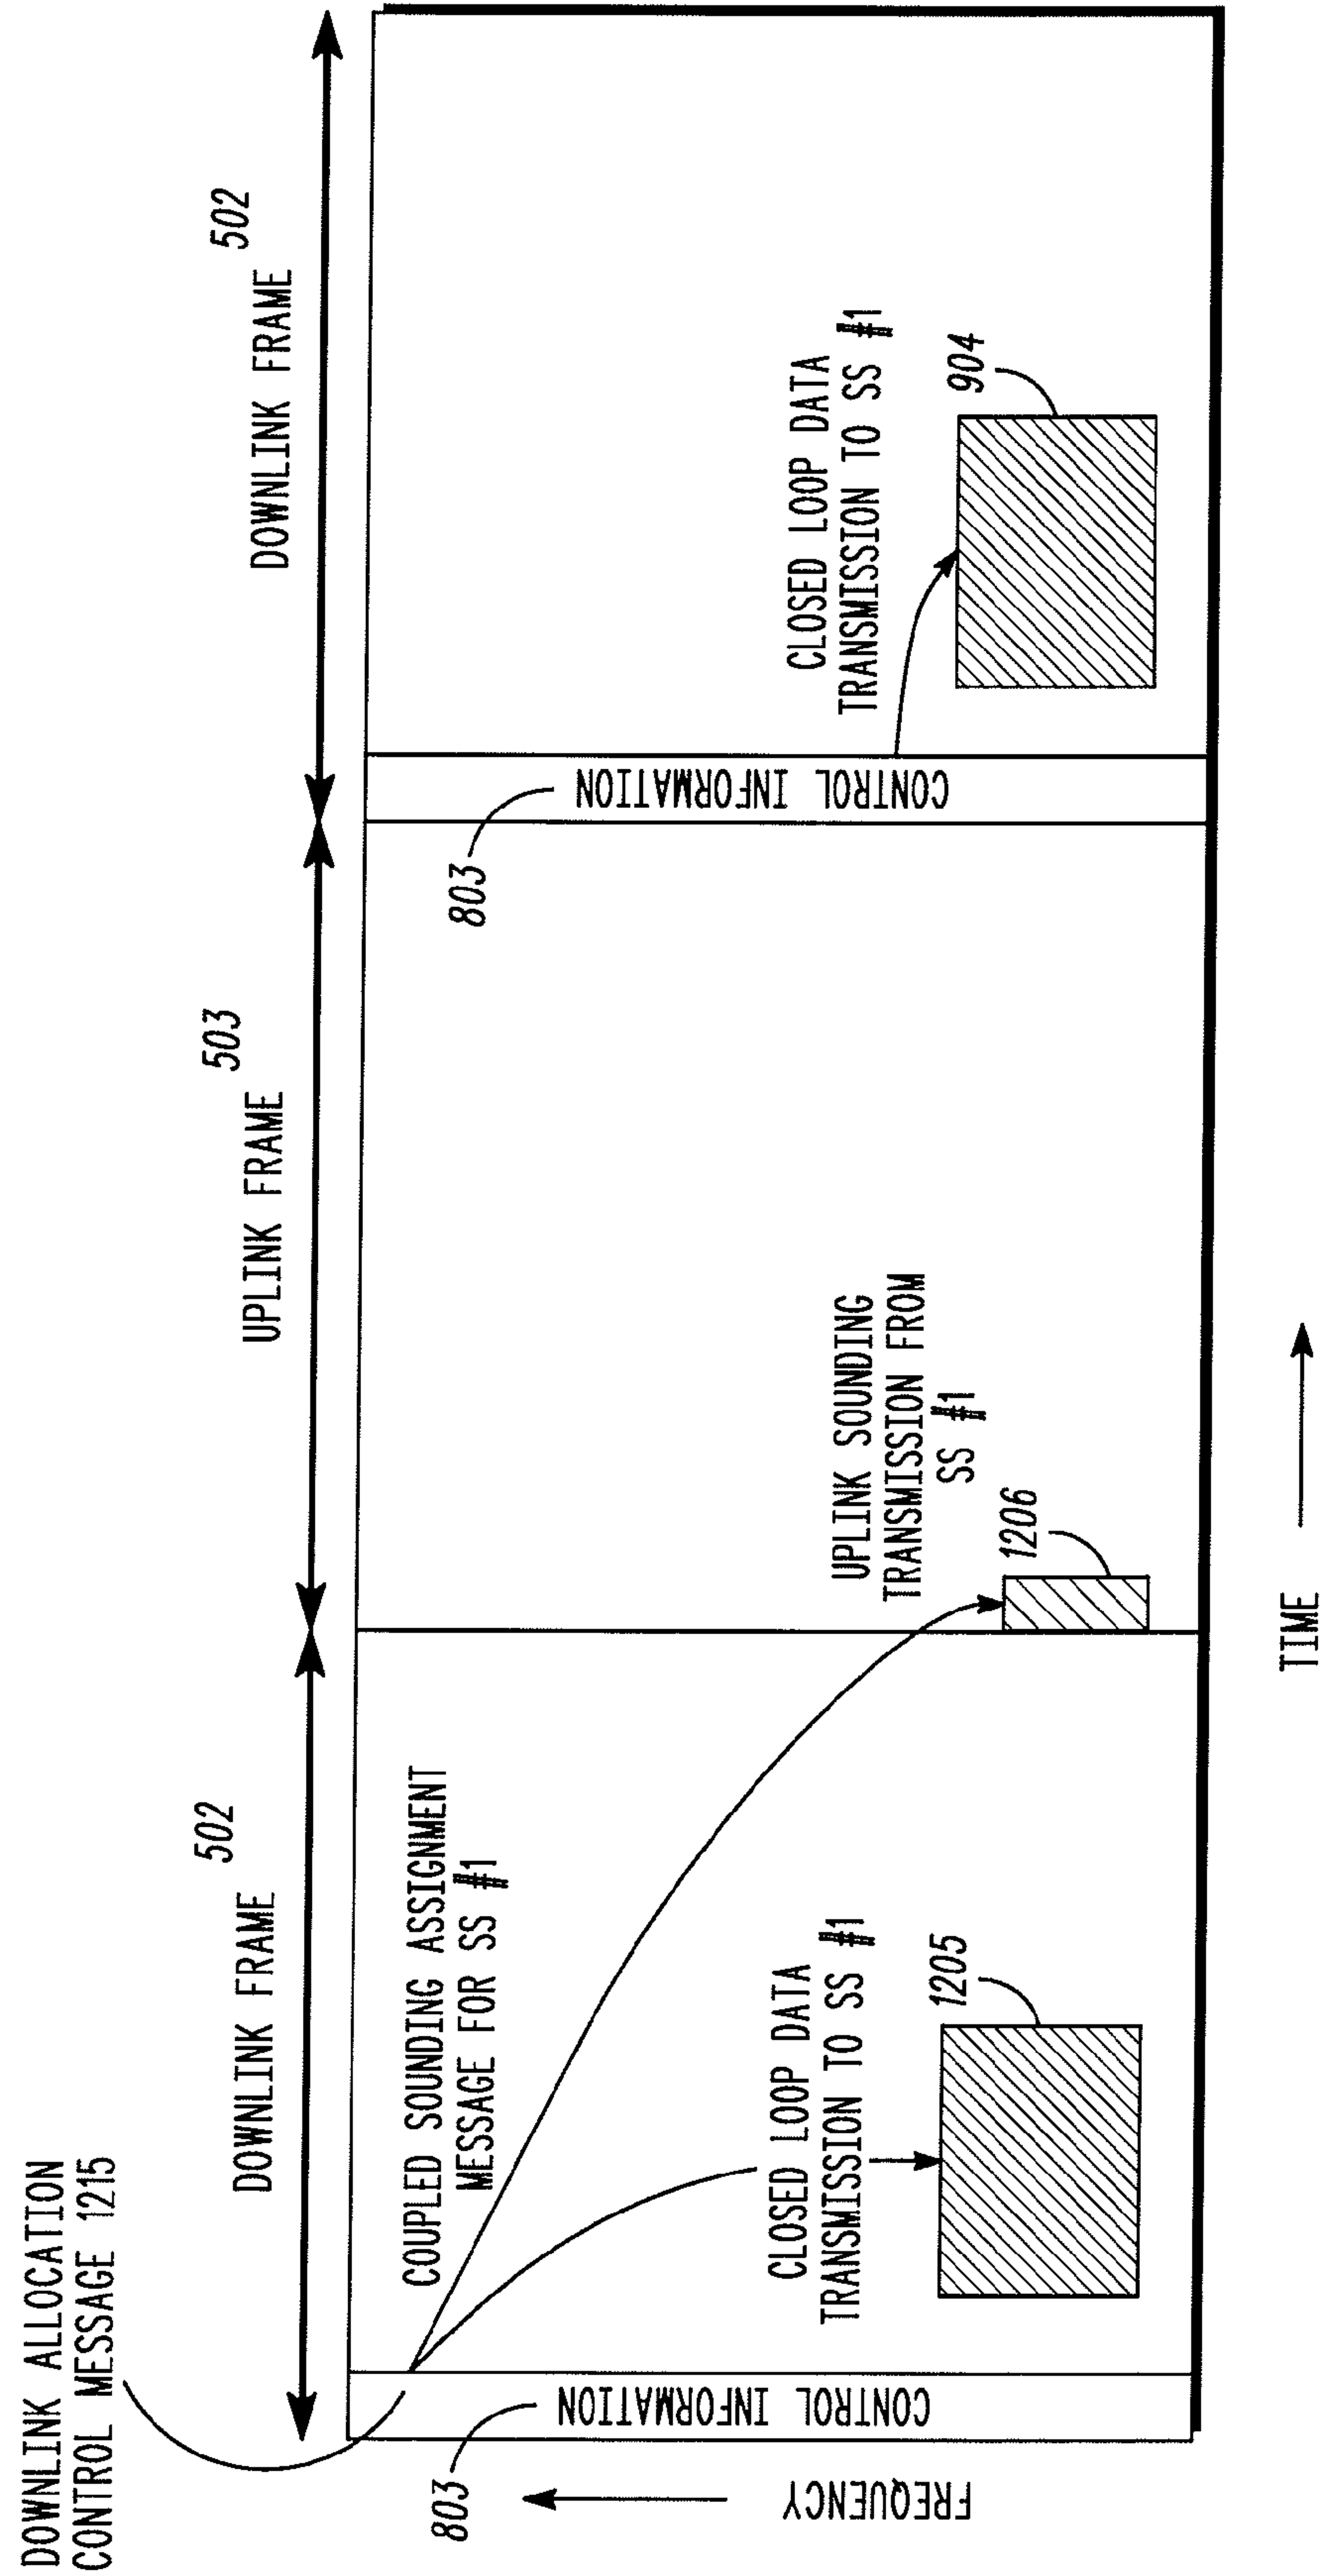 DOWNLINK ALLOCATION
CONTROL MESSAGE 1215
DOWNLINK FRAME
502
UPLINK FRAME
503
DOWNLINK FRAME
502
803
CONTROL INFORMATION
COUPLED SOUNDING ASSIGNMENT
MESSAGE FOR SS #1
CLOSED LOOP DATA
TRANSMISSION TO SS #1
1205
UPLINK SOUNDING
TRANSMISSION FROM
SS #1
1206
803
CONTROL INFORMATION
CLOSED LOOP DATA
TRANSMISSION TO SS #1
904
FREQUENCY
TIME